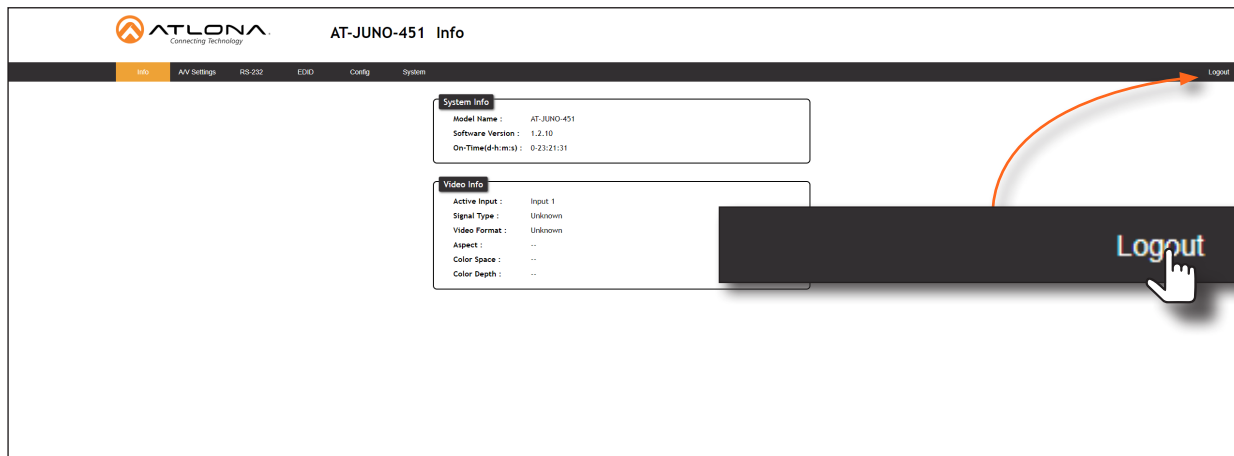 ATLONA.
Connecting Technology
AT-JUNO-451 Info
Info A/V Settings RS-232 EDID Config System Logout
System Info
Model Name : AT-JUNO-451
Software Version : 1.2.10
On-Time(d-h:m:s) : 0-23:21:31
Video Info
Active Input : Input 1
Signal Type : Unknown
Video Format : Unknown
Aspect : --
Color Space : --
Color Depth : --
Logout